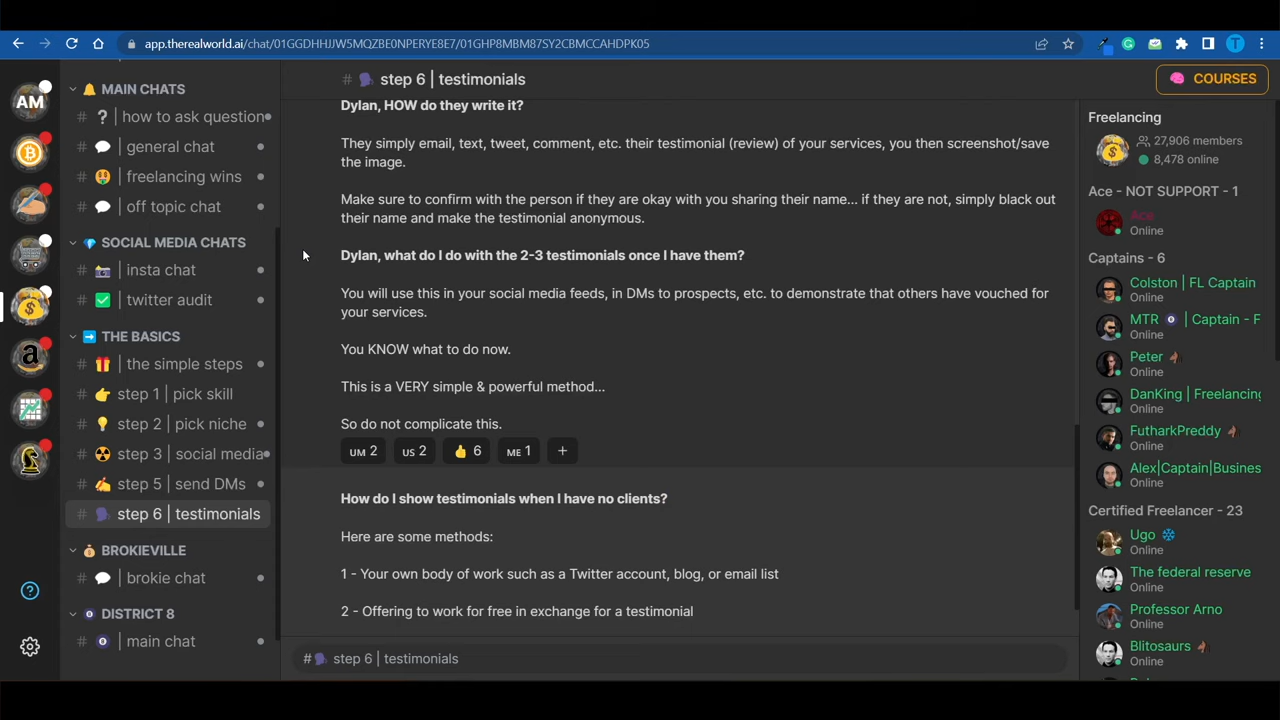 app.therealworld.ai/chat/01GGDHHJJW5MQZBE0NPERYE8E7/01GHP8MBM87SY2CBMCCAHDPK05
T
AM
MAIN CHATS
# ? | how to ask question
# | general chat
# | freelancing wins
# | off topic chat
SOCIAL MEDIA CHATS
# | insta chat
# | twitter audit
THE BASICS
# | the simple steps
# step 1 | pick skill
# step 2 | pick niche
# step 3 | social media
# step 5 | send DMs
# step 6 | testimonials
BROKIEVILLE
# | brokie chat
DISTRICT 8
# | main chat
# step 6 | testimonials
COURSES
Dylan, HOW do they write it?
They simply email, text, tweet, comment, etc. their testimonial (review) of your services, you then screenshot/save
the image.
Make sure to confirm with the person if they are okay with you sharing their name... if they are not, simply black out
their name and make the testimonial anonymous.
Dylan, what do I do with the 2-3 testimonials once I have them?
You will use this in your social media feeds, in DMs to prospects, etc. to demonstrate that others have vouched for
your services.
You KNOW what to do now.
This is a VERY simple & powerful method...
So do not complicate this.
UM 2 US 2 👍 6 ME 1 +
How do I show testimonials when I have no clients?
Here are some methods:
1 - Your own body of work such as a Twitter account, blog, or email list
2 - Offering to work for free in exchange for a testimonial
# step 6 | testimonials
Freelancing
27,906 members
8,478 online
Ace - NOT SUPPORT - 1
Ace
Online
Captains - 6
Colston | FL Captain
Online
MTR | Captain - F
Online
Peter
Online
DanKing | Freelancing
Online
FutharkPreddy
Online
Alex|Captain|Busines
Online
Certified Freelancer - 23
Ugo
Online
The federal reserve
Online
Professor Arno
Online
Blitosaurs
Online